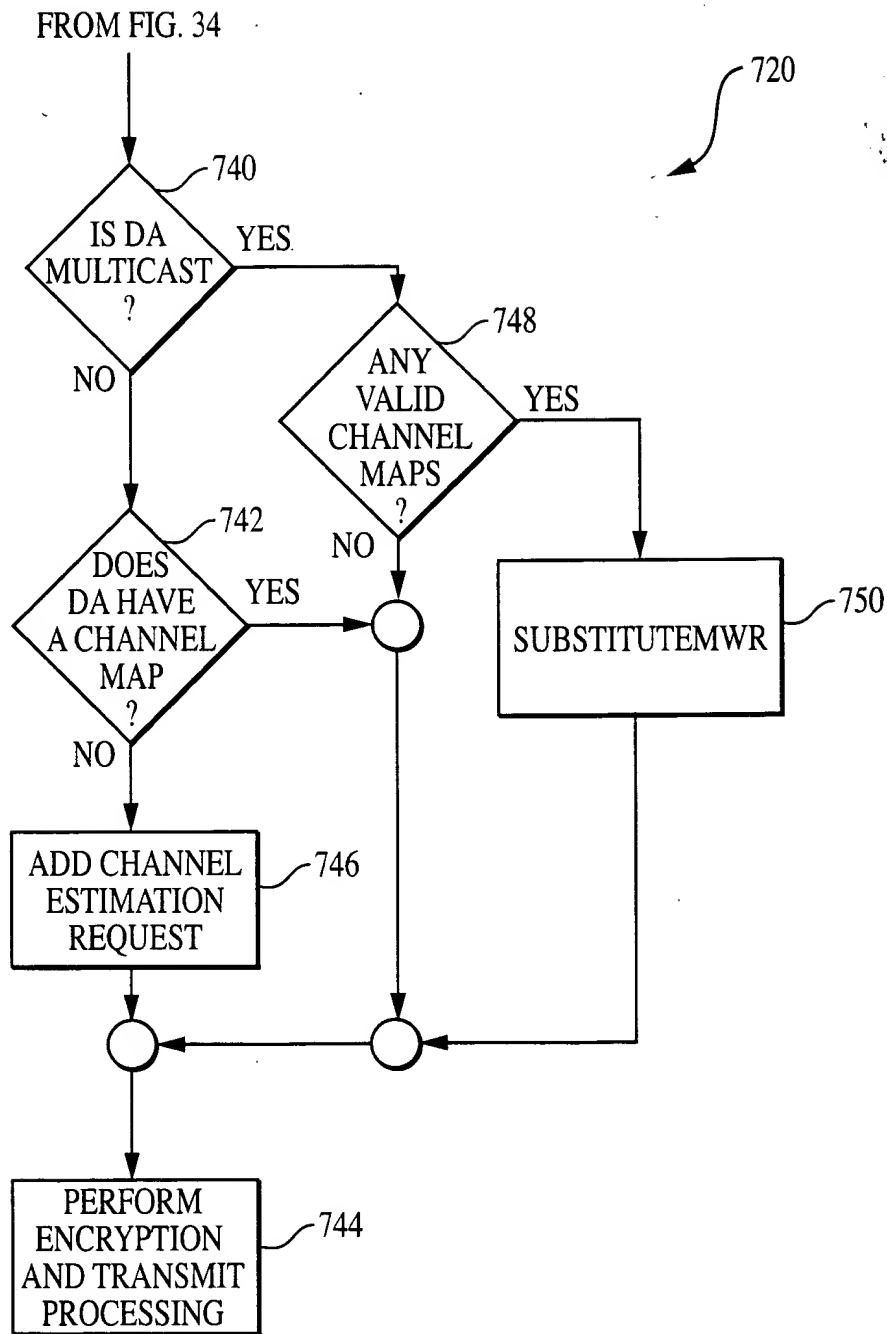 FROM FIG. 34
720
740
IS DA
MULTICAST
?
YES
NO
748
ANY
VALID
CHANNEL
MAPS
?
YES
NO
742
DOES
DA HAVE
A CHANNEL
MAP
?
YES
NO
750
SUBSTITUTEMWR
746
ADD CHANNEL
ESTIMATION
REQUEST
744
PERFORM
ENCRYPTION
AND TRANSMIT
PROCESSING